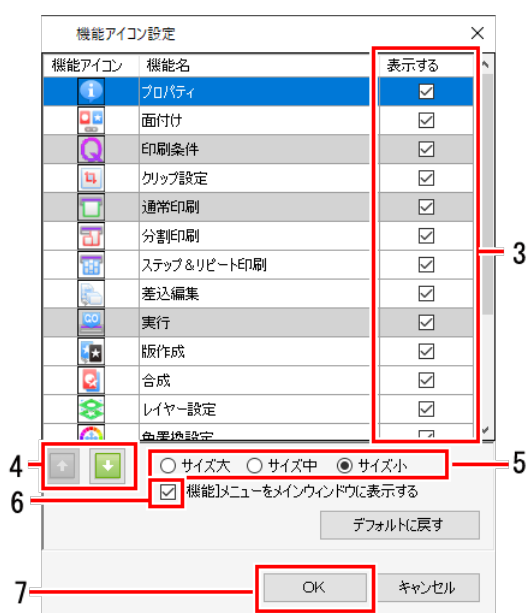 機能アイコン設定
機能アイコン 機能名 表示する
プロパティ
面付け
印刷条件
クリップ設定
通常印刷
分割印刷
ステップ&リピート印刷
差込編集
GO 実行
版作成
合成
レイヤー設定
色置換設定
3
4
サイズ大 サイズ中 サイズ小
5
6
機能]メニューをメインウィンドウに表示する
デフォルトに戻す
7
OK キャンセル